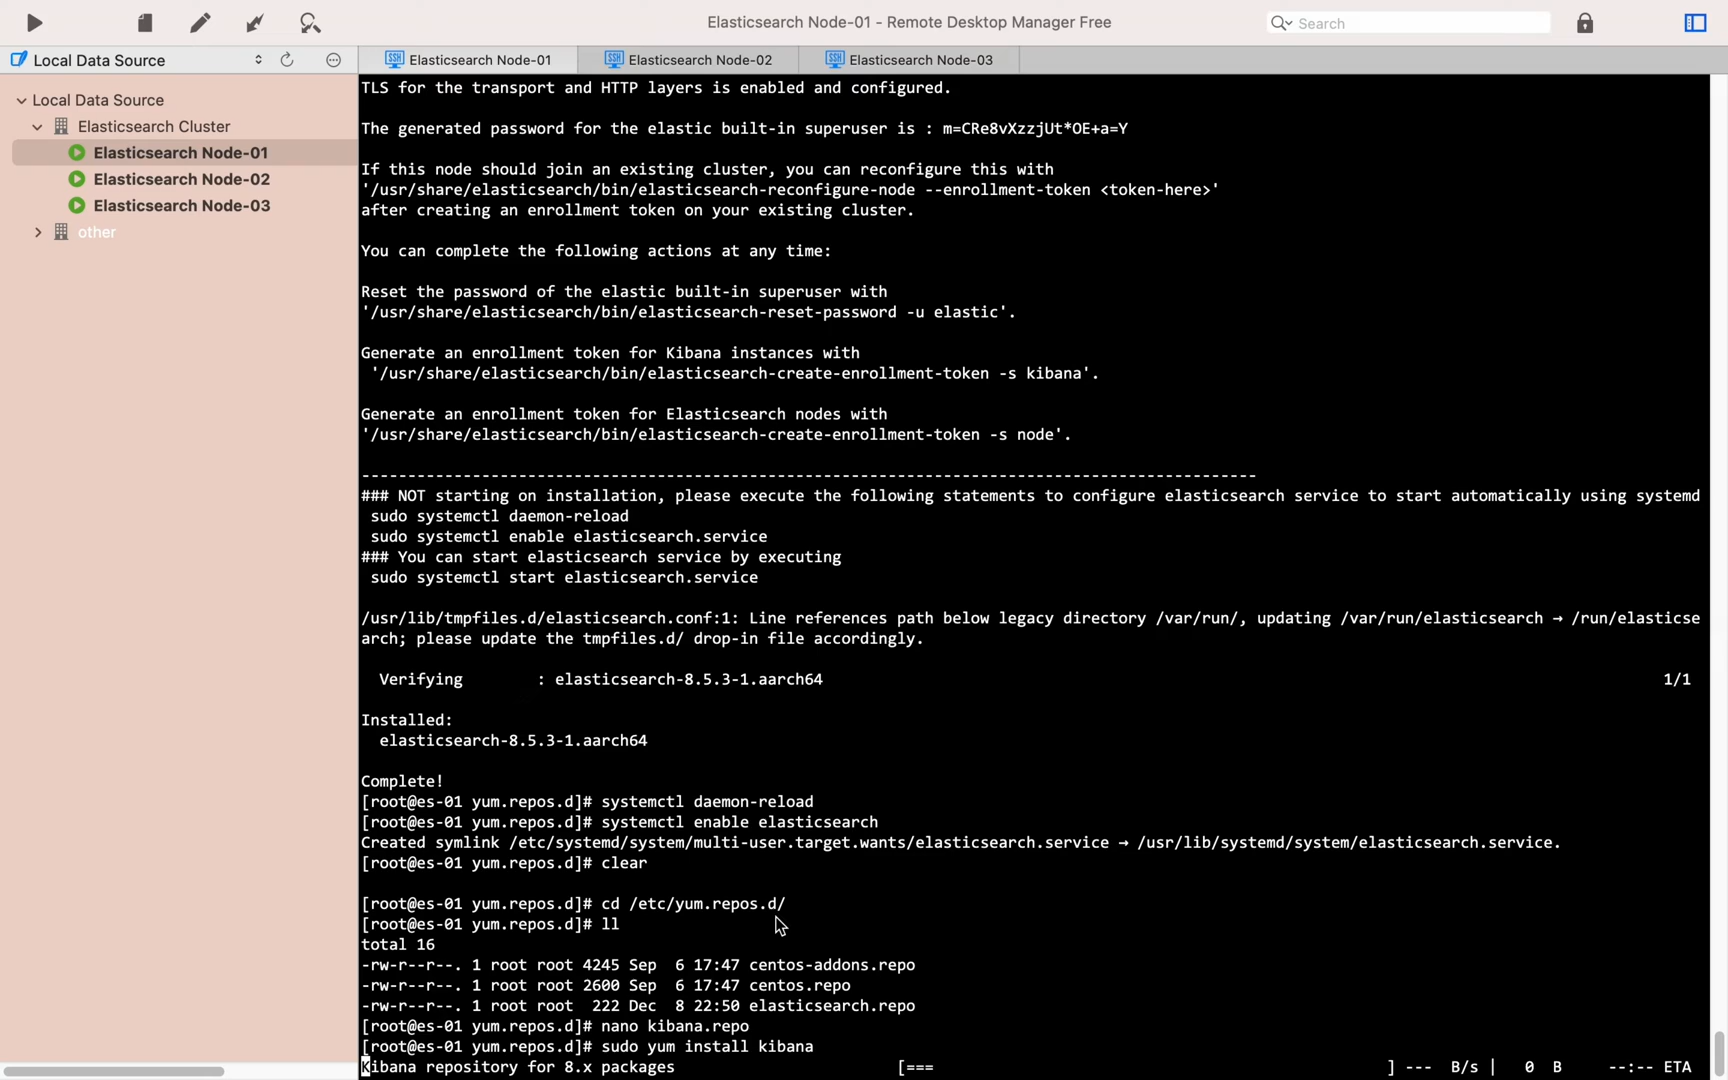 Elasticsearch Node-01 - Remote Desktop Manager Free
Search
Local Data Source
Elasticsearch Node-01
Elasticsearch Node-02
Elasticsearch Node-03
Local Data Source
Elasticsearch Cluster
Elasticsearch Node-01
Elasticsearch Node-02
Elasticsearch Node-03
other
TLS for the transport and HTTP layers is enabled and configured.
The generated password for the elastic built-in superuser is : m=CRe8vXzzjUt*OE+a=Y
If this node should join an existing cluster, you can reconfigure this with
'/usr/share/elasticsearch/bin/elasticsearch-reconfigure-node --enrollment-token <token-here>'
after creating an enrollment token on your existing cluster.
You can complete the following actions at any time:
Reset the password of the elastic built-in superuser with
'/usr/share/elasticsearch/bin/elasticsearch-reset-password -u elastic'.
Generate an enrollment token for Kibana instances with
'/usr/share/elasticsearch/bin/elasticsearch-create-enrollment-token -s kibana'.
Generate an enrollment token for Elasticsearch nodes with
'/usr/share/elasticsearch/bin/elasticsearch-create-enrollment-token -s node'.
-------------------------------------------------------------------------------------------------
### NOT starting on installation, please execute the following statements to configure elasticsearch service to start automatically using systemd
sudo systemctl daemon-reload
sudo systemctl enable elasticsearch.service
### You can start elasticsearch service by executing
sudo systemctl start elasticsearch.service
/usr/lib/tmpfiles.d/elasticsearch.conf:1: Line references path below legacy directory /var/run/, updating /var/run/elasticsearch → /run/elasticse
arch; please update the tmpfiles.d/ drop-in file accordingly.
Verifying : elasticsearch-8.5.3-1.aarch64 1/1
Installed:
elasticsearch-8.5.3-1.aarch64
Complete!
[root@es-01 yum.repos.d]# systemctl daemon-reload
[root@es-01 yum.repos.d]# systemctl enable elasticsearch
Created symlink /etc/systemd/system/multi-user.target.wants/elasticsearch.service → /usr/lib/systemd/system/elasticsearch.service.
[root@es-01 yum.repos.d]# clear
[root@es-01 yum.repos.d]# cd /etc/yum.repos.d/
[root@es-01 yum.repos.d]# ll
total 16
-rw-r--r--. 1 root root 4245 Sep  6 17:47 centos-addons.repo
-rw-r--r--. 1 root root 2600 Sep  6 17:47 centos.repo
-rw-r--r--. 1 root root  222 Dec  8 22:50 elasticsearch.repo
[root@es-01 yum.repos.d]# nano kibana.repo
[root@es-01 yum.repos.d]# sudo yum install kibana
Kibana repository for 8.x packages [=== ] --- B/s | 0 B --:-- ETA